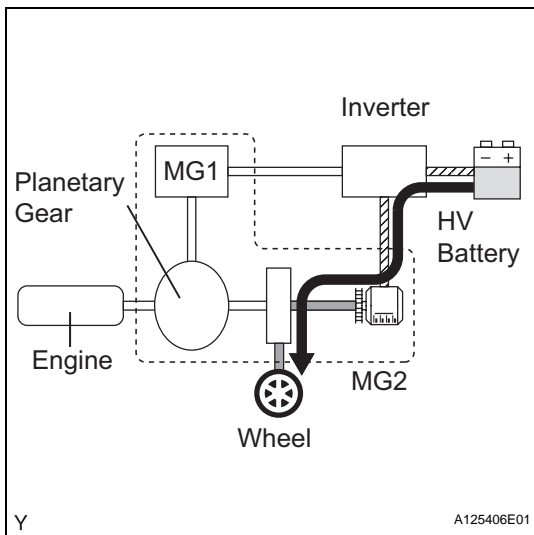 Inverter
MG1
− +
Planetary
Gear
HV
Battery
Engine
MG2
Wheel
Y
A125406E01